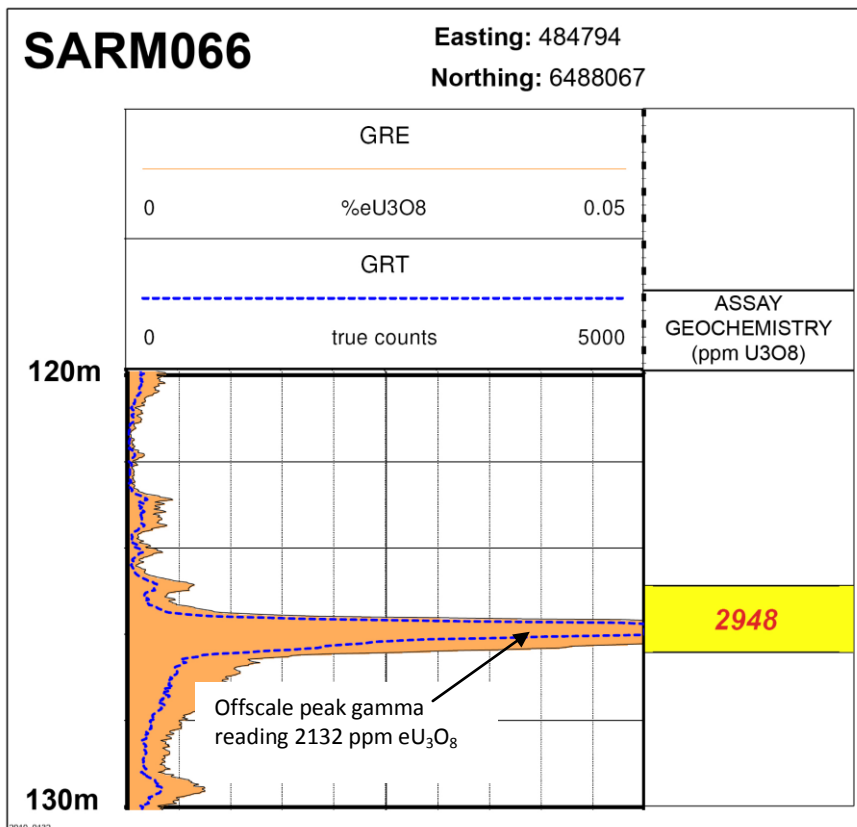 SARM066
Easting: 484794
Northing: 6488067
GRE
0 %eU3O8 0.05
GRT
0 true counts 5000
ASSAY
GEOCHEMISTRY
(ppm U3O8)
120m
2948
Offscale peak gamma
reading 2132 ppm eU₃O₈
130m